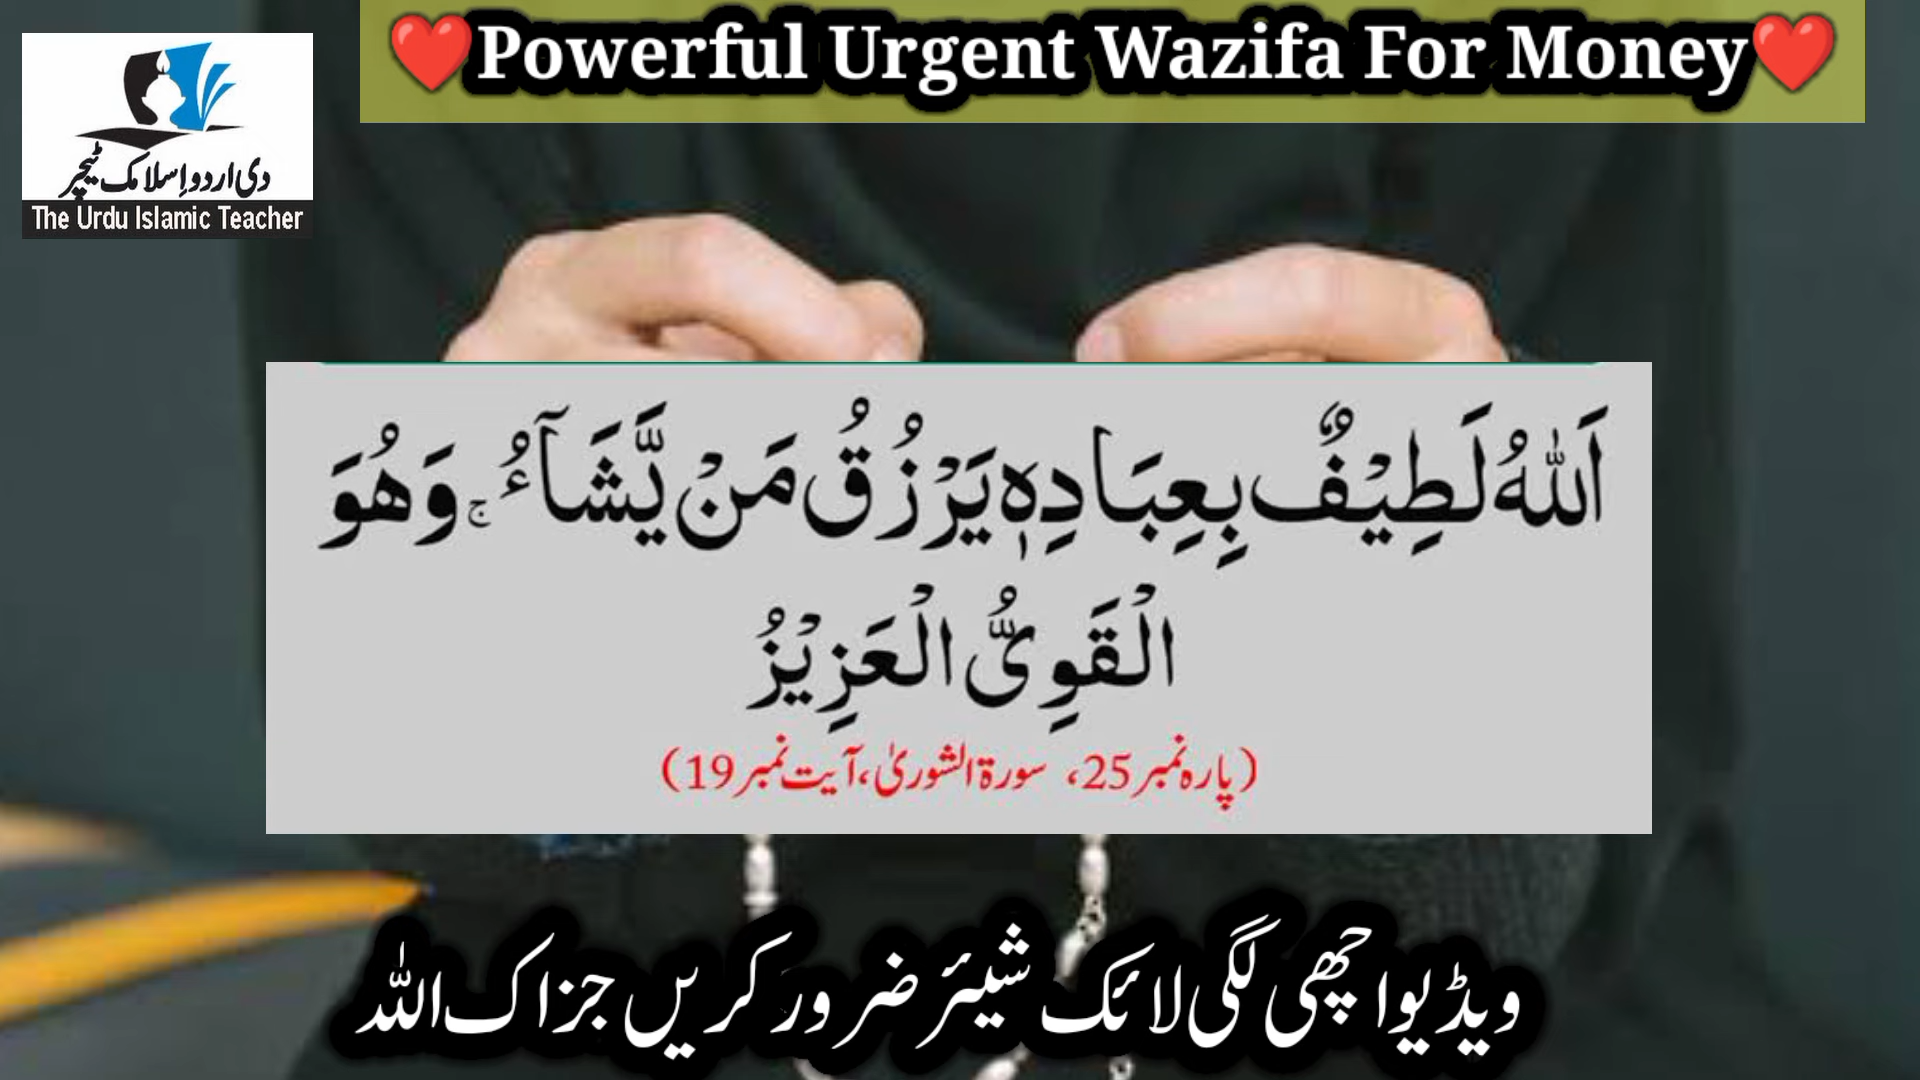 ❤️Powerful Urgent Wazifa For Money❤️
دی اردو اِسلامک ٹیچر
The Urdu Islamic Teacher
اَللّٰهُ لَطِیْفٌۢ بِعِبَادِهٖ یَرْزُقُ مَنْ یَّشَآءُ ۚ وَهُوَ
الْقَوِیُّ الْعَزِیْزُ
(پارہ نمبر 25، سورۃ الشوریٰ، آیت نمبر 19)
ویڈیو اچھی لگی لائک شیئر ضرور کریں جزاک اللہ